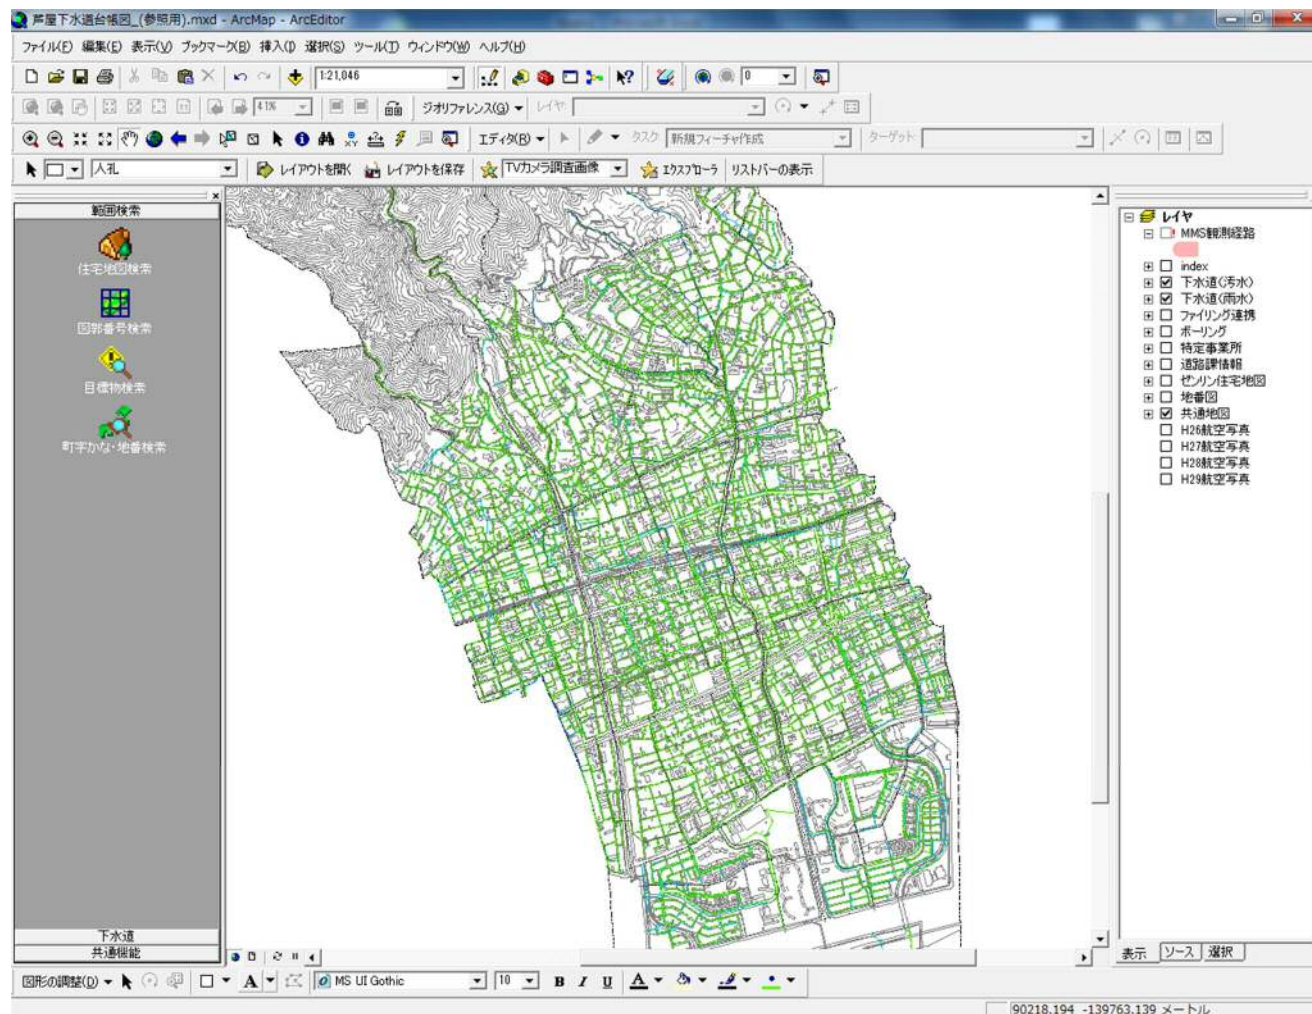 芦屋下水道台帳図_(参照用).mxd - ArcMap - ArcEditor
ファイル(F) 編集(E) 表示(V) ブックマーク(B) 挿入(I) 選択(S) ツール(T) ウィンドウ(W) ヘルプ(H)
1:21,046
0
41%
ジオリファレンス(G)
レイヤ:
エディタ(R)
タスク
新規フィーチャ作成
ターゲット:
人孔
レイアウトを開く
レイアウトを保存
TVカメラ調査画像
エクスプローラ
リストバーの表示
範囲検索
住宅地図検索
図郭番号検索
目標物検索
町字かな・地番検索
下水道
共通機能
レイヤ
MMS観測経路
index
下水道(汚水)
下水道(雨水)
ファイリング連携
ボーリング
特定事業所
道路課情報
ゼンリン住宅地図
地番図
共通地図
H26航空写真
H27航空写真
H28航空写真
H29航空写真
表示 ソース 選択
図形の調整(D)
A
MS UI Gothic
10
B I U A
90218.194 -139763.139 メートル